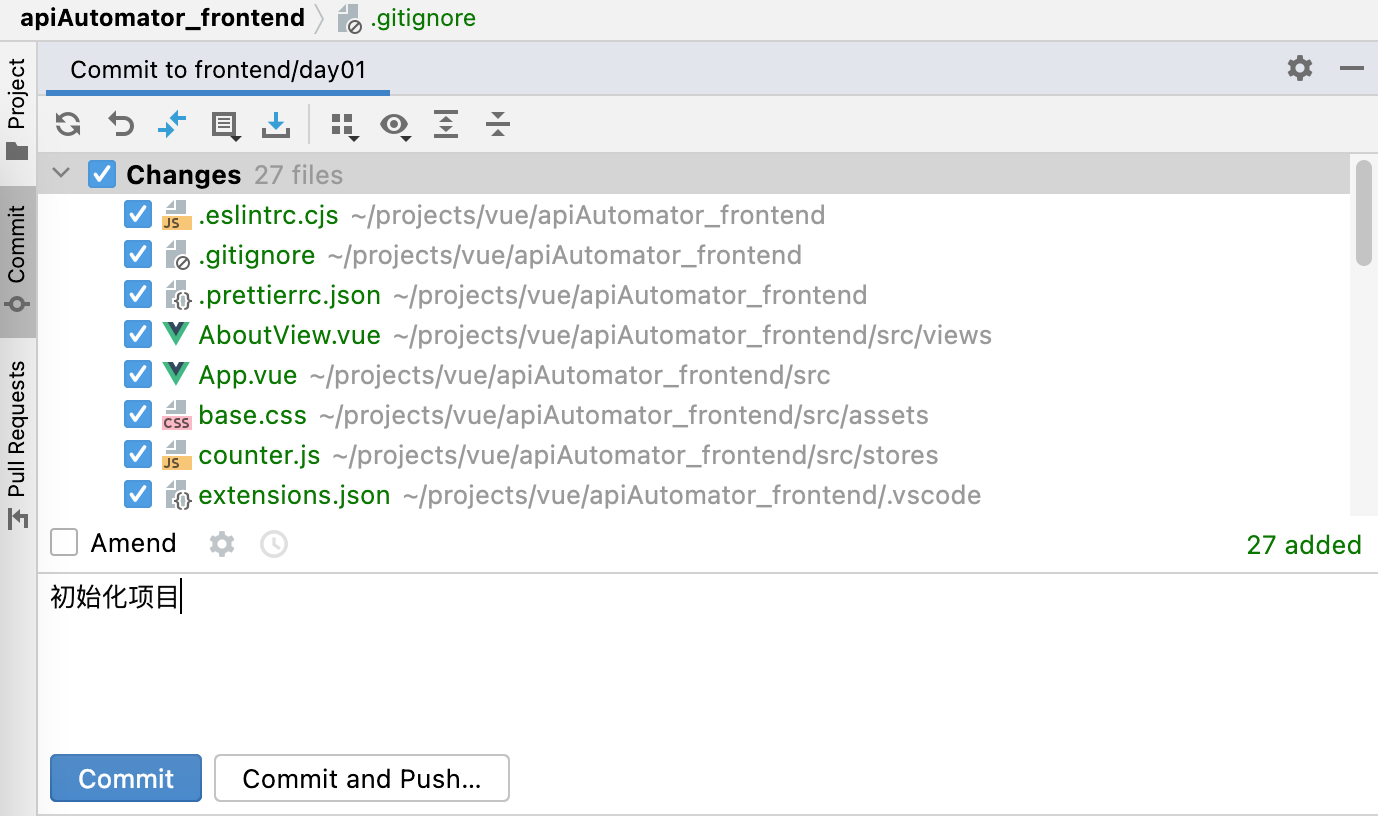 apiAutomator_frontend .gitignore
Project
Commit
Pull Requests
Commit to frontend/day01
Changes 27 files
JS .eslintrc.cjs ~/projects/vue/apiAutomator_frontend
.gitignore ~/projects/vue/apiAutomator_frontend
.prettierrc.json ~/projects/vue/apiAutomator_frontend
AboutView.vue ~/projects/vue/apiAutomator_frontend/src/views
App.vue ~/projects/vue/apiAutomator_frontend/src
CSS base.css ~/projects/vue/apiAutomator_frontend/src/assets
JS counter.js ~/projects/vue/apiAutomator_frontend/src/stores
extensions.json ~/projects/vue/apiAutomator_frontend/.vscode
Amend 27 added
初始化项目
Commit Commit and Push...